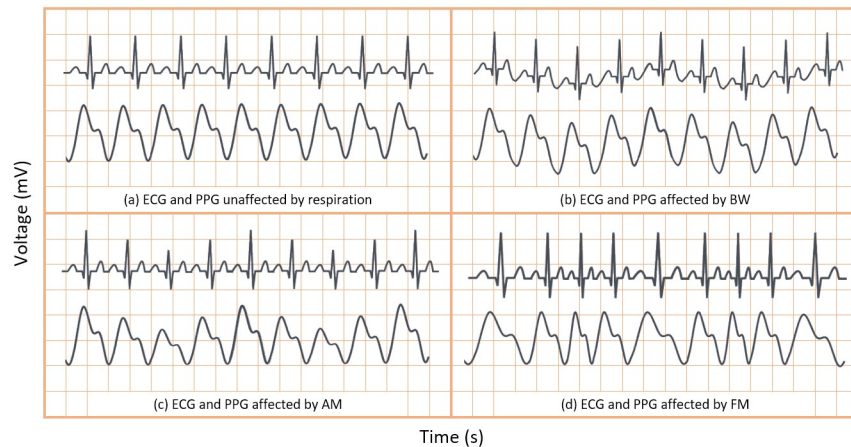 Voltage (mV)
(a) ECG and PPG unaffected by respiration
(b) ECG and PPG affected by BW
(c) ECG and PPG affected by AM
(d) ECG and PPG affected by FM
Time (s)